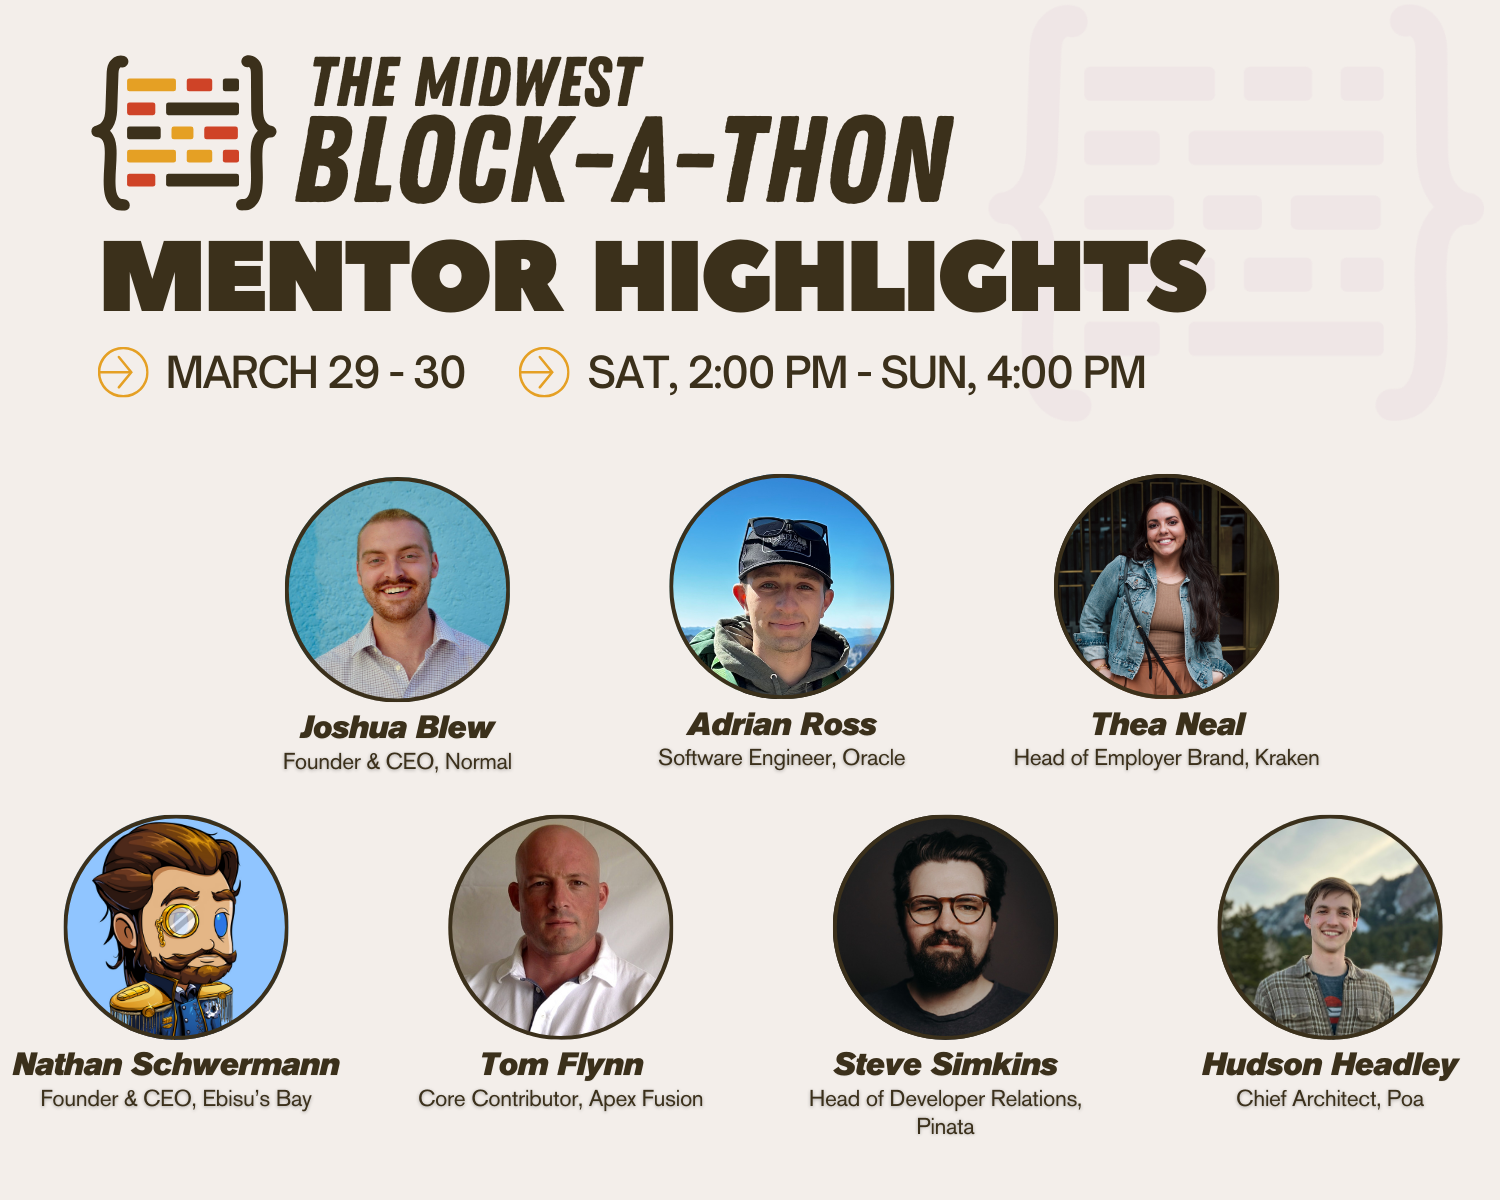 THE MIDWEST
BLOCK-A-THON
MENTOR HIGHLIGHTS
MARCH 29 - 30
SAT, 2:00 PM - SUN, 4:00 PM
Joshua Blew
Founder & CEO, Normal
Adrian Ross
Software Engineer, Oracle
Thea Neal
Head of Employer Brand, Kraken
Nathan Schwermann
Founder & CEO, Ebisu’s Bay
Tom Flynn
Core Contributor, Apex Fusion
Steve Simkins
Head of Developer Relations,
Pinata
Hudson Headley
Chief Architect, Poa